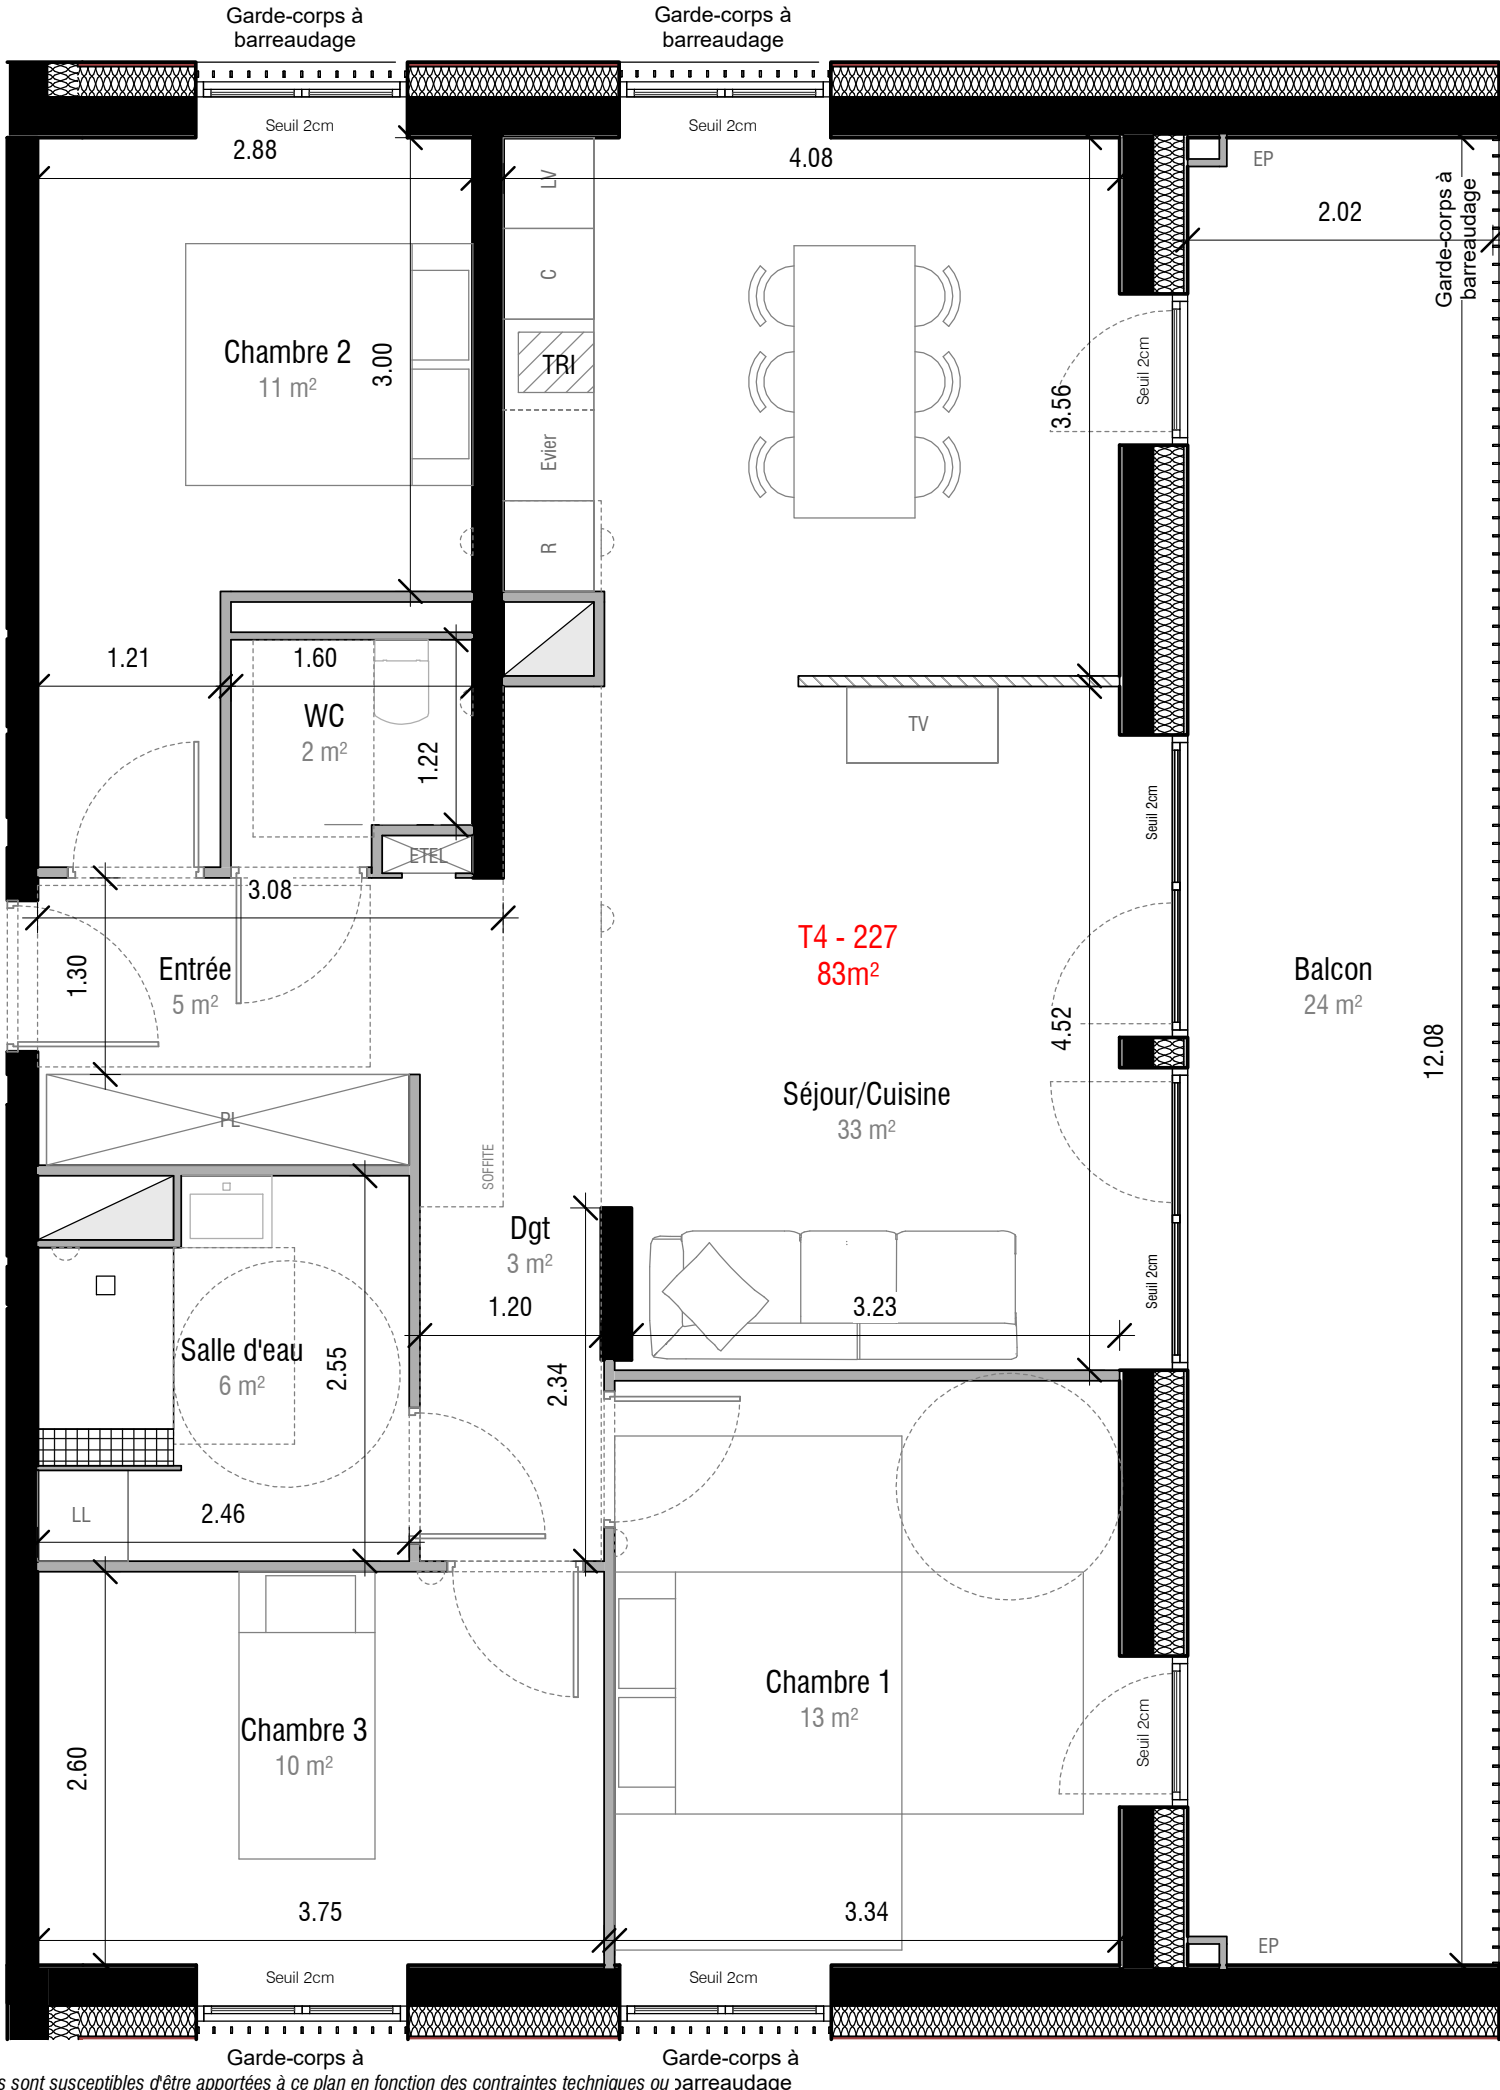 Garde-corps à
barreaudage
Garde-corps à
barreaudage
Seuil 2cm
Seuil 2cm
2.88
4.08
LV
EP
Garde-corps à
barreaudage
2.02
C
Chambre 2
11 m²
3.00
TRI
Seuil 2cm
3.56
Evier
R
1.21
1.60
WC
2 m²
1.22
TV
Seuil 2cm
ETEL
3.08
T4 - 227
83m²
Entrée
5 m²
1.30
Balcon
24 m²
4.52
12.08
Séjour/Cuisine
33 m²
PL
SOFFITE
Dgt
3 m²
1.20
3.23
Seuil 2cm
Salle d'eau
6 m²
2.55
2.34
LL
2.46
Chambre 1
13 m²
Chambre 3
10 m²
Seuil 2cm
2.60
3.75
3.34
EP
Seuil 2cm
Seuil 2cm
Garde-corps à
Garde-corps à
barreaudage
s sont susceptibles d'être apportées à ce plan en fonction des contraintes techniques ou